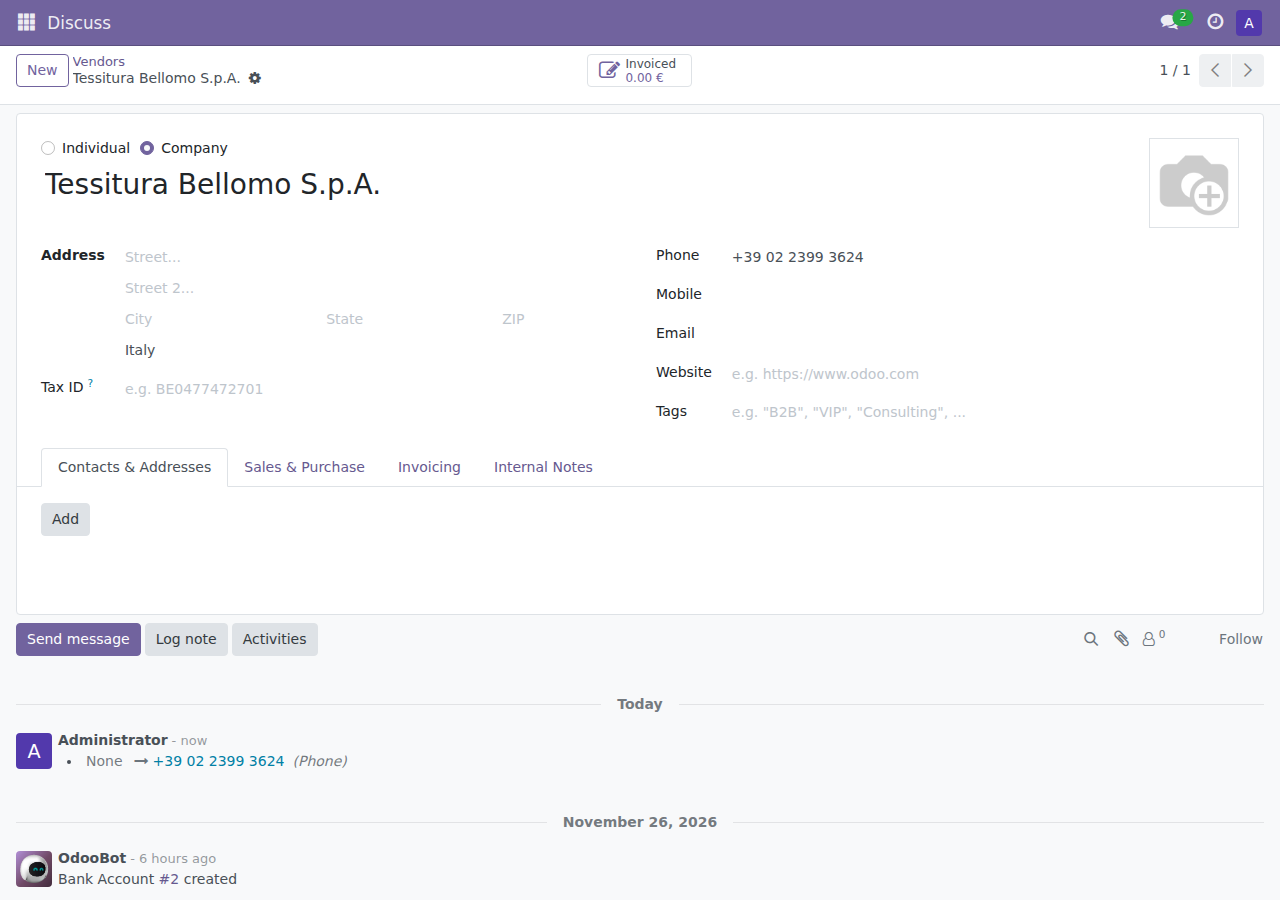 Discuss
2
A
New
Vendors
Tessitura Bellomo S.p.A.
Invoiced
0.00 €
1 / 1
Individual
Company
Tessitura Bellomo S.p.A.
Address
Street...
Street 2...
City
State
ZIP
Italy
Tax ID ?
e.g. BE0477472701
Phone
+39 02 2399 3624
Mobile
Email
Website
e.g. https://www.odoo.com
Tags
e.g. "B2B", "VIP", "Consulting", ...
Contacts & Addresses
Sales & Purchase
Invoicing
Internal Notes
Add
Send message
Log note
Activities
0
Follow
Today
A
Administrator - now
None → +39 02 2399 3624 (Phone)
November 26, 2026
OdooBot - 6 hours ago
Bank Account #2 created